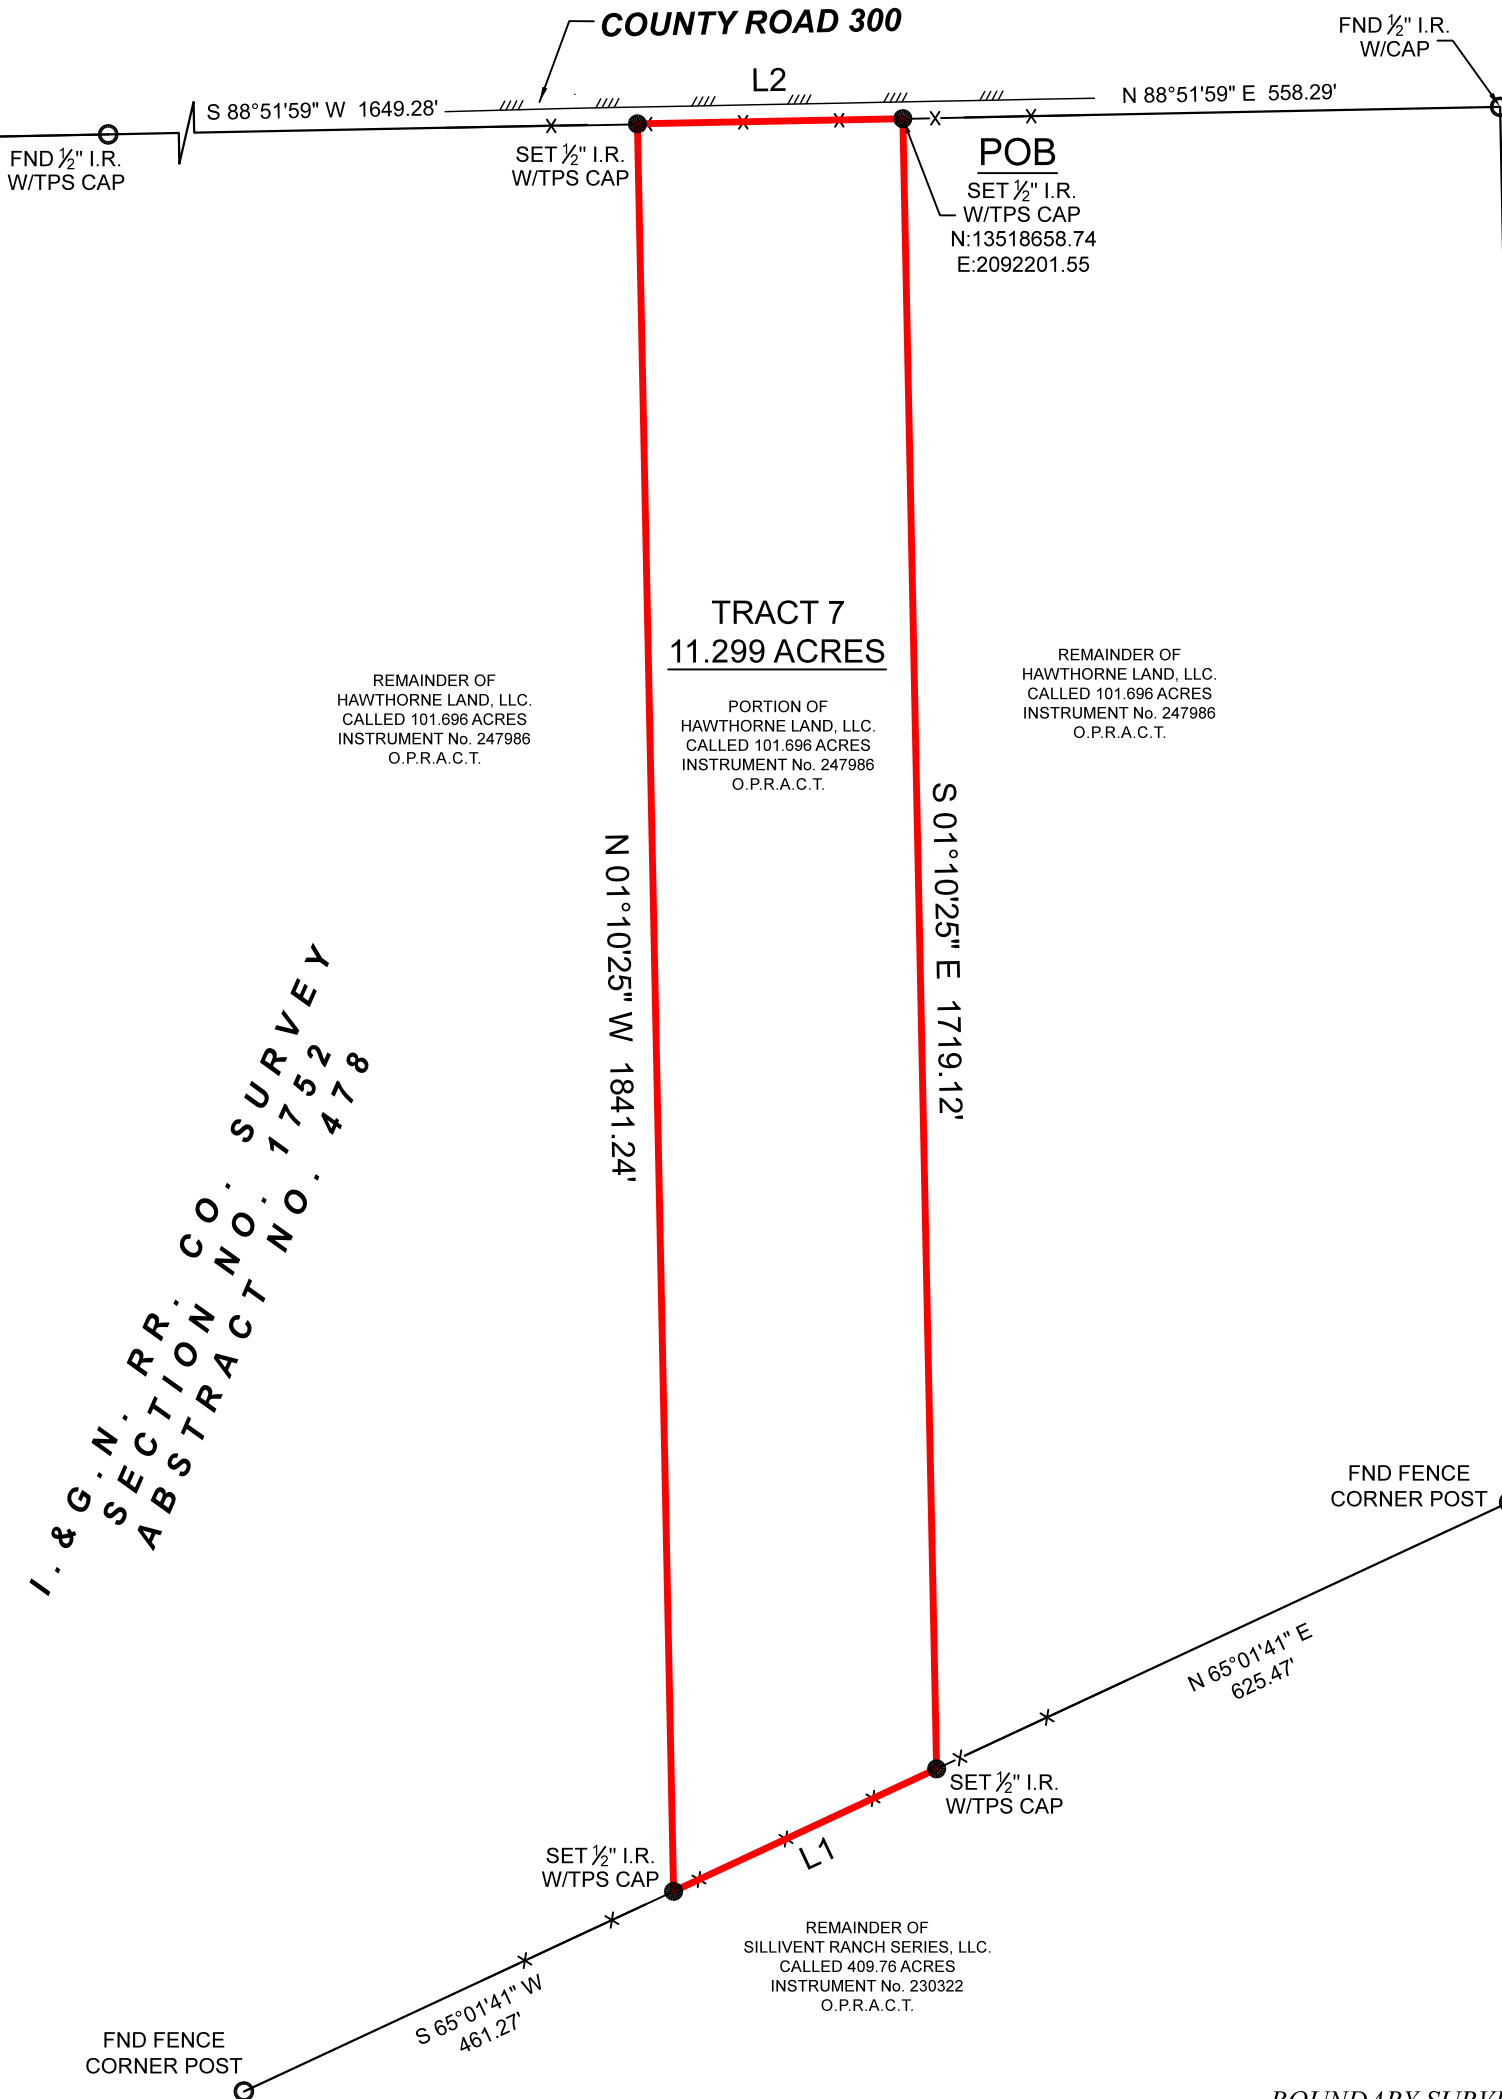 COUNTY ROAD 300
FND ½" I.R.
W/CAP
L2
S 88°51'59" W 1649.28'
N 88°51'59" E 558.29'
FND ½" I.R.
W/TPS CAP
SET ½" I.R.
W/TPS CAP
POB
SET ½" I.R.
W/TPS CAP
N:13518658.74
E:2092201.55
TRACT 7
11.299 ACRES
REMAINDER OF
HAWTHORNE LAND, LLC.
CALLED 101.696 ACRES
INSTRUMENT No. 247986
O.P.R.A.C.T.
PORTION OF
HAWTHORNE LAND, LLC.
CALLED 101.696 ACRES
INSTRUMENT No. 247986
O.P.R.A.C.T.
REMAINDER OF
HAWTHORNE LAND, LLC.
CALLED 101.696 ACRES
INSTRUMENT No. 247986
O.P.R.A.C.T.
N 01°10'25" W 1841.24'
S 01°10'25" E 1719.12'
I. & G.N. RR. CO. SURVEY
SECTION NO. 1752
ABSTRACT NO. 478
FND FENCE
CORNER POST
N 65°01'41" E
625.47'
SET ½" I.R.
W/TPS CAP
L1
SET ½" I.R.
W/TPS CAP
REMAINDER OF
SILLIVENT RANCH SERIES, LLC.
CALLED 409.76 ACRES
INSTRUMENT No. 230322
O.P.R.A.C.T.
S 65°01'41" W
461.27'
FND FENCE
CORNER POST
BOUNDARY